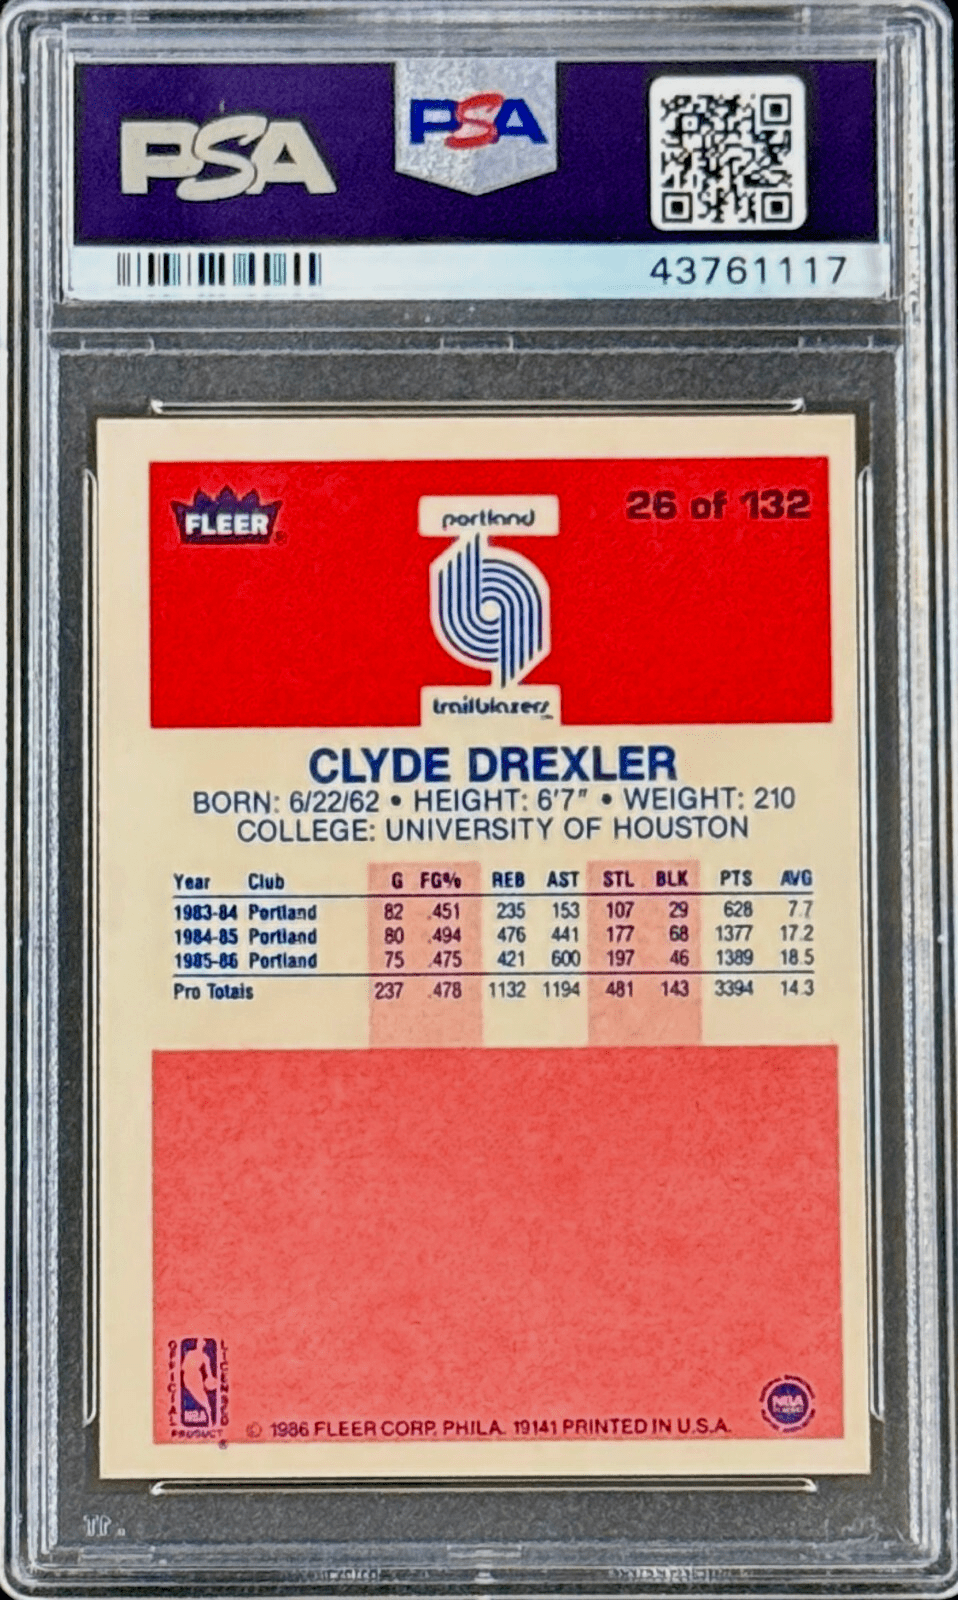 PSA PSA
43761117
FLEER®
26 of 132
portland
trailblazers
CLYDE DREXLER
BORN: 6/22/62 • HEIGHT: 6'7" • WEIGHT: 210
COLLEGE: UNIVERSITY OF HOUSTON
Year Club G FG% REB AST STL BLK PTS AVG
1983-84 Portland 82 .451 235 153 107 29 628 7.7
1984-85 Portland 80 .494 476 441 177 68 1377 17.2
1985-86 Portland 75 .475 421 600 197 46 1389 18.5
Pro Totals 237 .478 1132 1194 481 143 3394 14.3
OFFICIAL LICENSED
NBA
PRODUCT
®
© 1986 FLEER CORP. PHILA. 19141 PRINTED IN U.S.A.